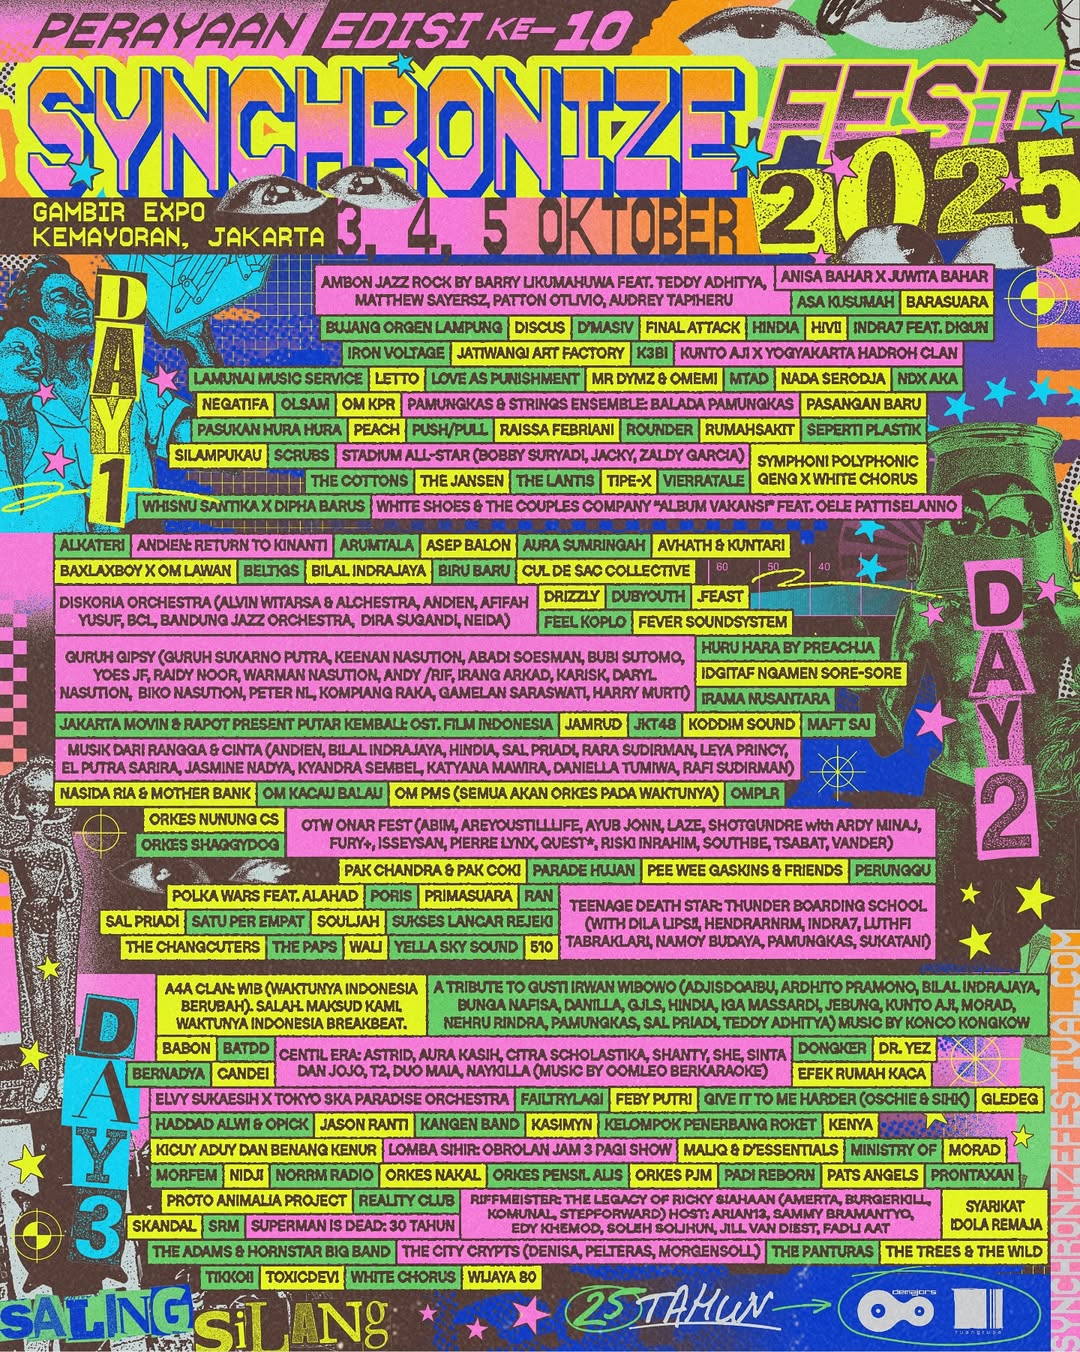 PERAYAAN EDISI KE-10
SYNCHRONIZE FEST
2025
GAMBIR EXPO
KEMAYORAN, JAKARTA
3, 4, 5 OKTOBER
DAY 1
AMBON JAZZ ROCK BY BARRY LIKUMAHUWA FEAT. TEDDY ADHITYA,
MATTHEW SAYERSZ, PATTON OTLIVIO, AUDREY TAPIHERU
ANISA BAHAR X JUWITA BAHAR
ASA KUSUMAH BARASUARA
BUJANG ORGEN LAMPUNG DISCUS D'MASIV FINAL ATTACK HINDIA HIVI! INDRA7 FEAT. DIGUN
IRON VOLTAGE JATIWANGI ART FACTORY K3BI KUNTO AJI X YOGYAKARTA HADROH CLAN
LAMUNAI MUSIC SERVICE LETTO LOVE AS PUNISHMENT MR DYMZ & OMEMI MTAD NADA SERODJA NDX AKA
NEGATIFA OLSAM OM KPR PAMUNGKAS & STRINGS ENSEMBLE: BALADA PAMUNGKAS PASANGAN BARU
PASUKAN HURA HURA PEACH PUSH/PULL RAISSA FEBRIANI ROUNDER RUMAHSAKIT SEPERTI PLASTIK
SILAMPUKAU SCRUBS STADIUM ALL-STAR (BOBBY SURYADI, JACKY, ZALDY GARCIA)
SYMPHONI POLYPHONIC
GENG X WHITE CHORUS
THE COTTONS THE JANSEN THE LANTIS TIPE-X VIERRATALE
WHISNU SANTIKA X DIPHA BARUS WHITE SHOES & THE COUPLES COMPANY "ALBUM VAKANSI" FEAT. OELE PATTISELANNO
DAY 2
ALKATERI ANDIEN: RETURN TO KINANTI ARUMTALA ASEP BALON AURA SUMRINGAH AVHATH & KUNTARI
BAXLAXBOY X OM LAWAN BELTIGS BILAL INDRAJAYA BIRU BARU CUL DE SAC COLLECTIVE
60 50 40
DISKORIA ORCHESTRA (ALVIN WITARSA & ALCHESTRA, ANDIEN, AFIFAH
YUSUF, BCL, BANDUNG JAZZ ORCHESTRA, DIRA SUGANDI, NEIDA)
DRIZZLY DUBYOUTH .FEAST
FEEL KOPLO FEVER SOUNDSYSTEM
GURUH GIPSY (GURUH SUKARNO PUTRA, KEENAN NASUTION, ABADI SOESMAN, BUBI SUTOMO,
YOES JF, RAIDY NOOR, WARMAN NASUTION, ANDY /RIF, IRANG ARKAD, KARISK, DARYL
NASUTION, BIKO NASUTION, PETER NL, KOMPIANG RAKA, GAMELAN SARASWATI, HARRY MURTI)
HURU HARA BY PREACHJA
IDGITAF NGAMEN SORE-SORE
IRAMA NUSANTARA
JAKARTA MOVIN & RAPOT PRESENT PUTAR KEMBALI: OST. FILM INDONESIA JAMRUD JKT48 KODDIM SOUND MAFT SAI
MUSIK DARI RANGGA & CINTA (ANDIEN, BILAL INDRAJAYA, HINDIA, SAL PRIADI, RARA SUDIRMAN, LEYA PRINCY,
EL PUTRA SARIRA, JASMINE NADYA, KYANDRA SEMBEL, KATYANA MAWIRA, DANIELLA TUMIWA, RAFI SUDIRMAN)
NASIDA RIA & MOTHER BANK OM KACAU BALAU OM PMS (SEMUA AKAN ORKES PADA WAKTUNYA) OMPLR
ORKES NUNUNG CS
ORKES SHAGGYDOG
OTW ONAR FEST (ABIM, AREYOUSTILLLIFE, AYUB JONN, LAZE, SHOTGUNDRE with ARDY MINAJ,
FURY+, ISSEYSAN, PIERRE LYNX, QUEST*, RISKI INRAHIM, SOUTHBE, TSABAT, VANDER)
PAK CHANDRA & PAK COKI PARADE HUJAN PEE WEE GASKINS & FRIENDS PERUNGGU
POLKA WARS FEAT. ALAHAD PORIS PRIMASUARA RAN
SAL PRIADI SATU PER EMPAT SOULJAH SUKSES LANCAR REJEKI
THE CHANGCUTERS THE PAPS WALI YELLA SKY SOUND 510
TEENAGE DEATH STAR: THUNDER BOARDING SCHOOL
(WITH DILA LIPS!!, HENDRARNRM, INDRA7, LUTHFI
TABRAKLARI, NAMOY BUDAYA, PAMUNGKAS, SUKATANI)
DAY 3
A4A CLAN: WIB (WAKTUNYA INDONESIA
BERUBAH). SALAH. MAKSUD KAMI,
WAKTUNYA INDONESIA BREAKBEAT.
A TRIBUTE TO GUSTI IRWAN WIBOWO (ADJISDOAIBU, ARDHITO PRAMONO, BILAL INDRAJAYA,
BUNGA NAFISA, DANILLA, GJLS, HINDIA, IGA MASSARDI, JEBUNG, KUNTO AJI, MORAD,
NEHRU RINDRA, PAMUNGKAS, SAL PRIADI, TEDDY ADHITYA) MUSIC BY KONCO KONGKOW
BABON BATDD
BERNADYA CANDEI
CENTIL ERA: ASTRID, AURA KASIH, CITRA SCHOLASTIKA, SHANTY, SHE, SINTA
DAN JOJO, T2, DUO MAIA, NAYKILLA (MUSIC BY OOMLEO BERKARAOKE)
DONGKER DR. YEZ
EFEK RUMAH KACA
ELVY SUKAESIH X TOKYO SKA PARADISE ORCHESTRA FAILTRYLAGI FEBY PUTRI GIVE IT TO ME HARDER (OSCHIE & SIHK) GLEDEG
HADDAD ALWI & OPICK JASON RANTI KANGEN BAND KASIMYN KELOMPOK PENERBANG ROKET KENYA
KICUY ADUY DAN BENANG KENUR LOMBA SIHIR: OBROLAN JAM 3 PAGI SHOW MALIQ & D'ESSENTIALS MINISTRY OF MORAD
MORFEM NIDJI NORRM RADIO ORKES NAKAL ORKES PENSIL ALIS ORKES PJM PADI REBORN PATS ANGELS PRONTAXAN
PROTO ANIMALIA PROJECT REALITY CLUB
SKANDAL SRM SUPERMAN IS DEAD: 30 TAHUN
RIFFMEISTER: THE LEGACY OF RICKY SIAHAAN (AMERTA, BURGERKILL,
KOMUNAL, STEPFORWARD) HOST: ARIAN13, SAMMY BRAMANTYO,
EDY KHEMOD, SOLEH SOLIHUN, JILL VAN DIEST, FADLI AAT
SYARIKAT
IDOLA REMAJA
THE ADAMS & HORNSTAR BIG BAND THE CITY CRYPTS (DENISA, PELTERAS, MORGENSOLL) THE PANTURAS THE TREES & THE WILD
TIKKOII TOXICDEVI WHITE CHORUS WIJAYA 80
SYNCHRONIZEFESTIVAL.COM
SALING SILANG
25 TAHUN
demajors
ruangrupa